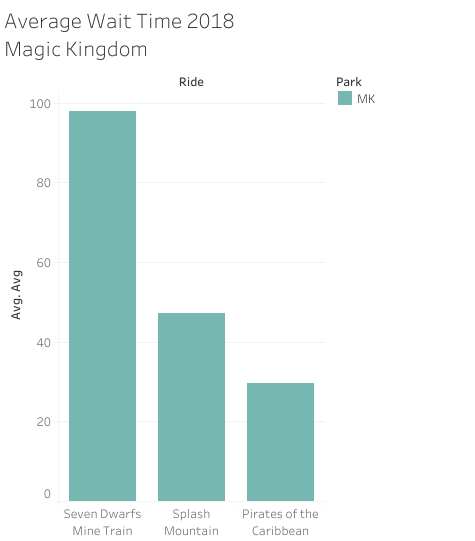 Average Wait Time 2018
Magic Kingdom
Ride
Park
MK
100
80
60
40
20
0
Avg. Avg
Seven Dwarfs
Mine Train
Splash
Mountain
Pirates of the
Caribbean